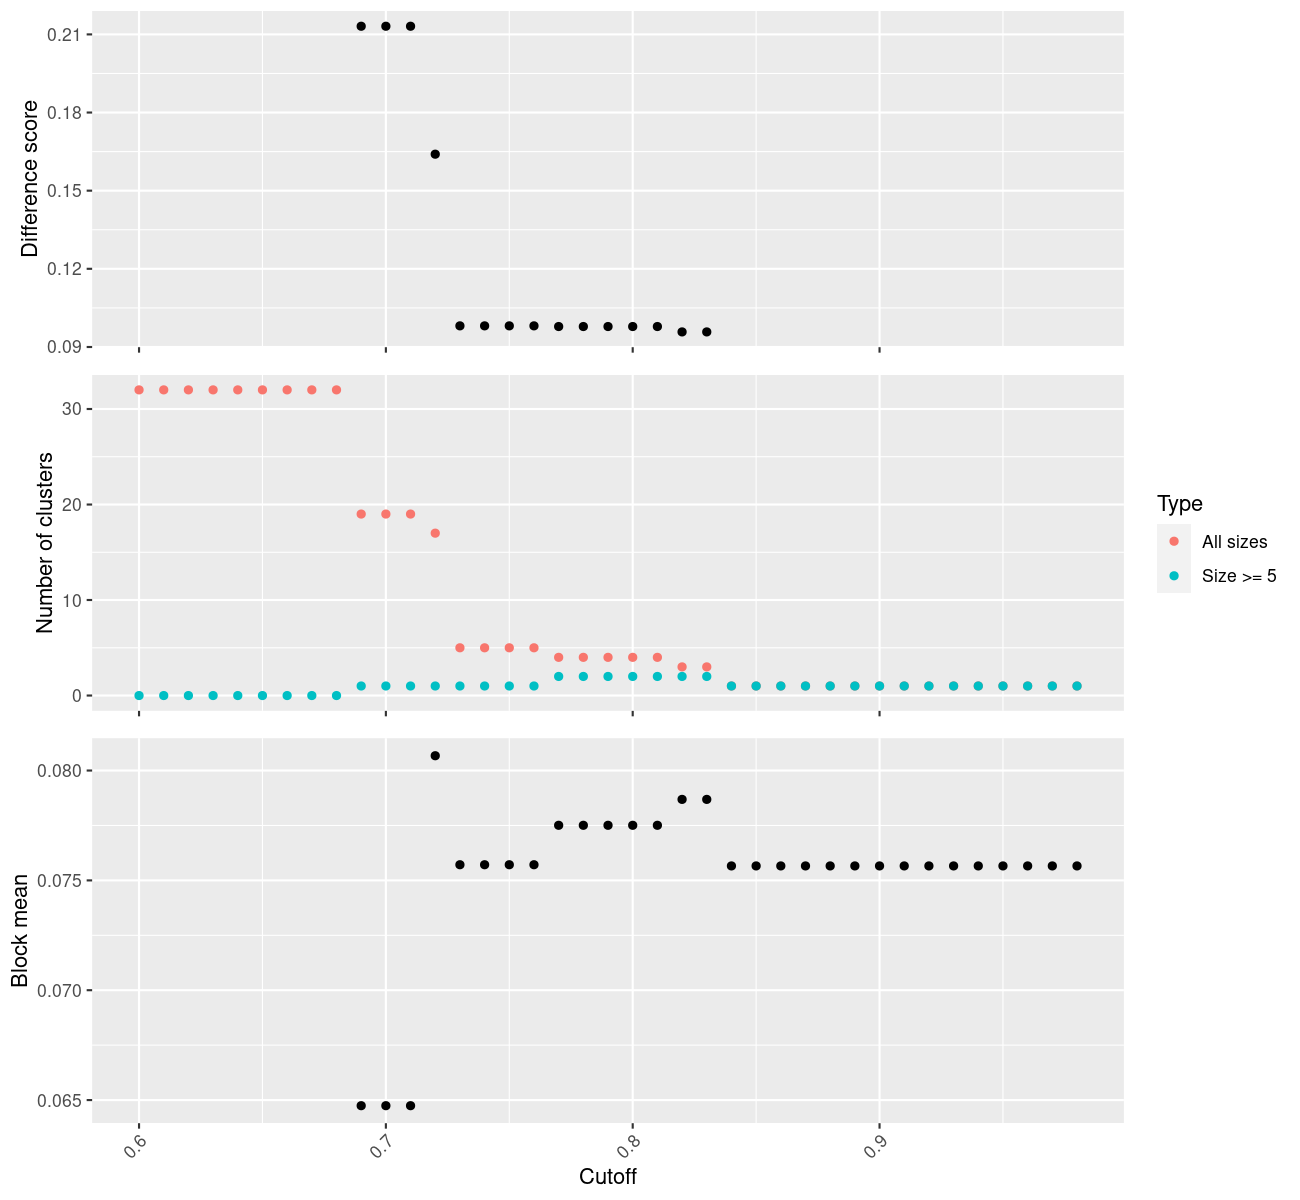 Difference score
0.21
0.18
0.15
0.12
0.09
Number of clusters
30
20
10
0
Type
All sizes
Size >= 5
Block mean
0.080
0.075
0.070
0.065
0.6
0.7
0.8
0.9
Cutoff